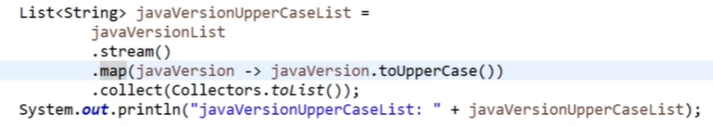 List<String> javaVersionUpperCaseList =
javaVersionList
.stream()
.map(javaVersion -> javaVersion.toUpperCase())
.collect(Collectors.toList());
System.out.println("javaVersionUpperCaseList: " + javaVersionUpperCaseList);